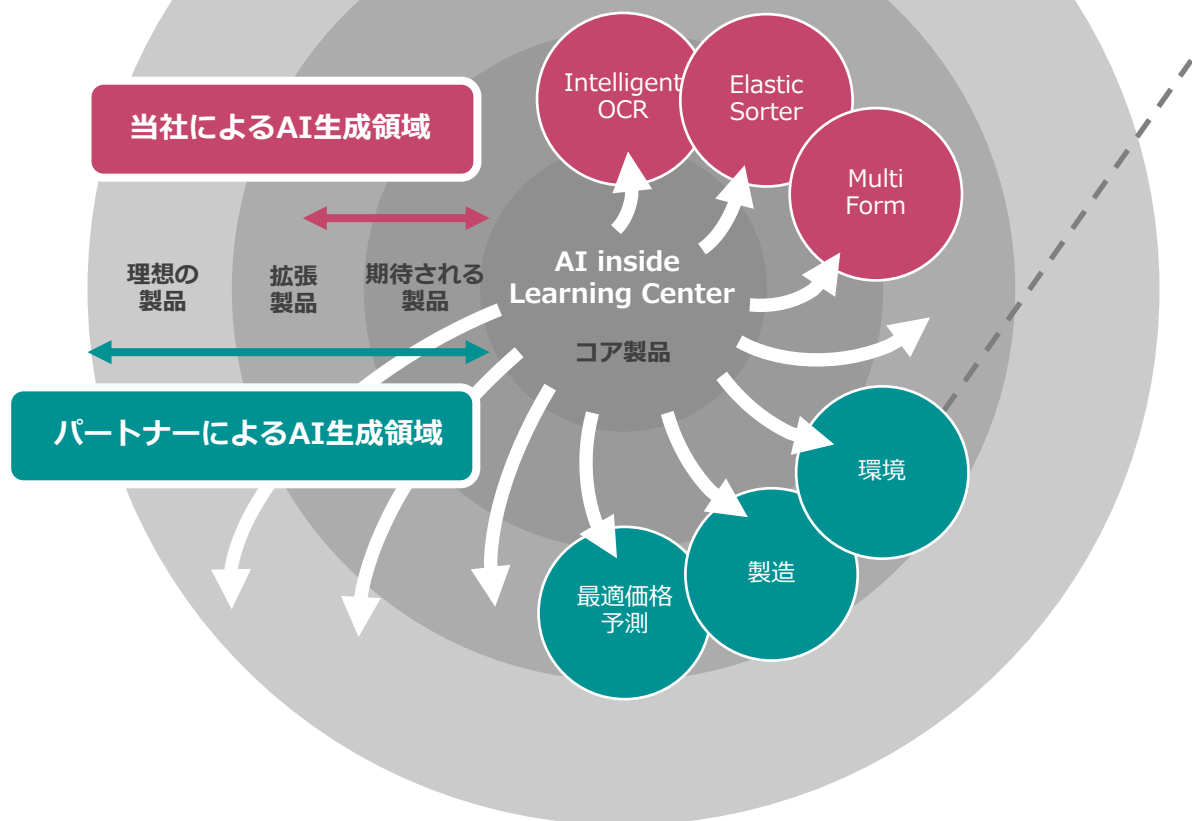 Intelligent
OCR
Elastic
Sorter
Multi
Form
当社によるAI生成領域
理想の
製品
拡張
製品
期待される
製品
AI inside
Learning Center
コア製品
パートナーによるAI生成領域
環境
製造
最適価格
予測